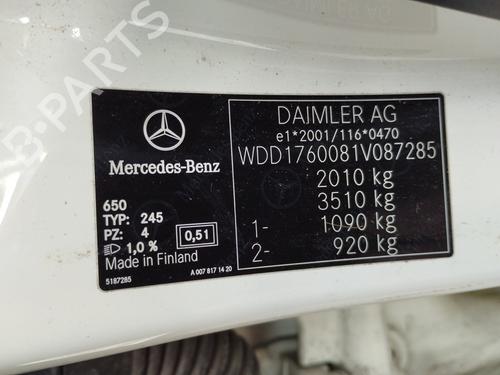 B-PARTS
DAIMLER AG
e1*2001/116*0470
WDD1760081V087285
2010 kg
3510 kg
1- 1090 kg
2- 920 kg
Mercedes-Benz
650
TYP: 245
PZ: 4
1,0 %
0,51
Made in Finland
5187285
A 007 817 14 20